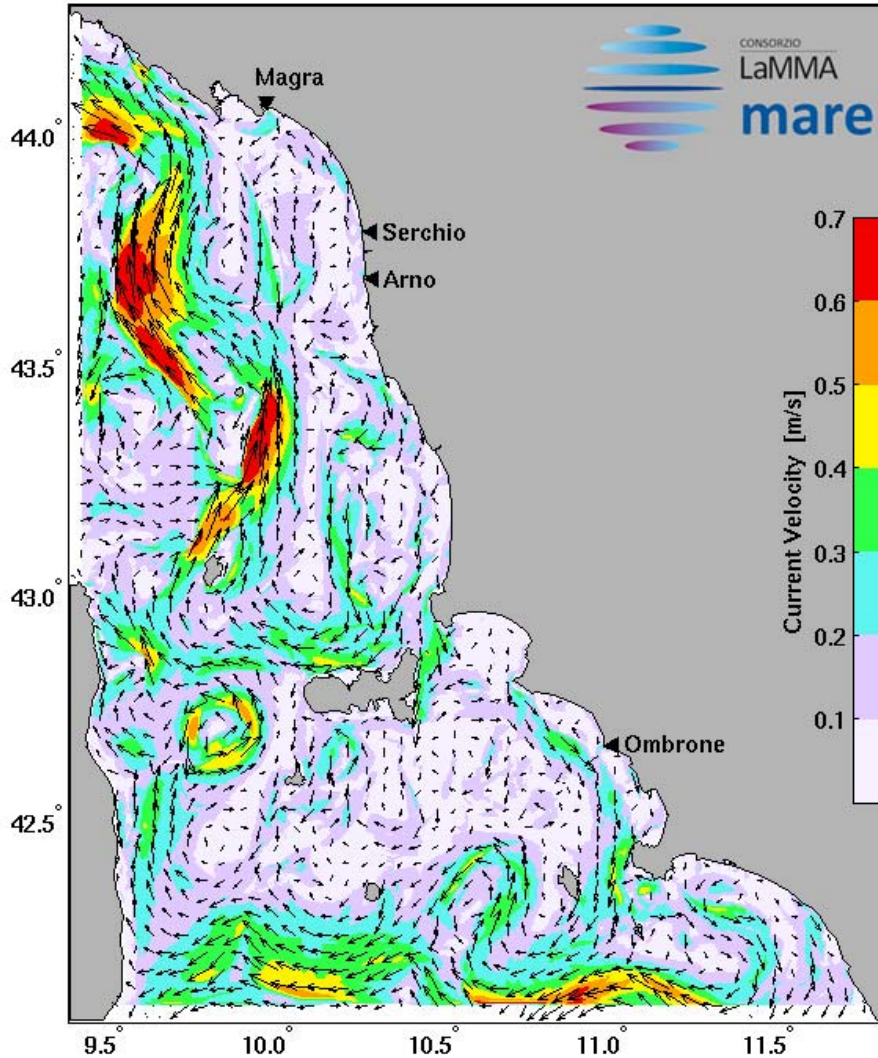 CONSORZIO
LaMMA
mare
Magra
44.0°
Serchio
Arno
43.5°
43.0°
Ombrone
42.5°
9.5°
10.0°
10.5°
11.0°
11.5°
0.7
0.6
0.5
0.4
0.3
0.2
0.1
Current Velocity [m/s]